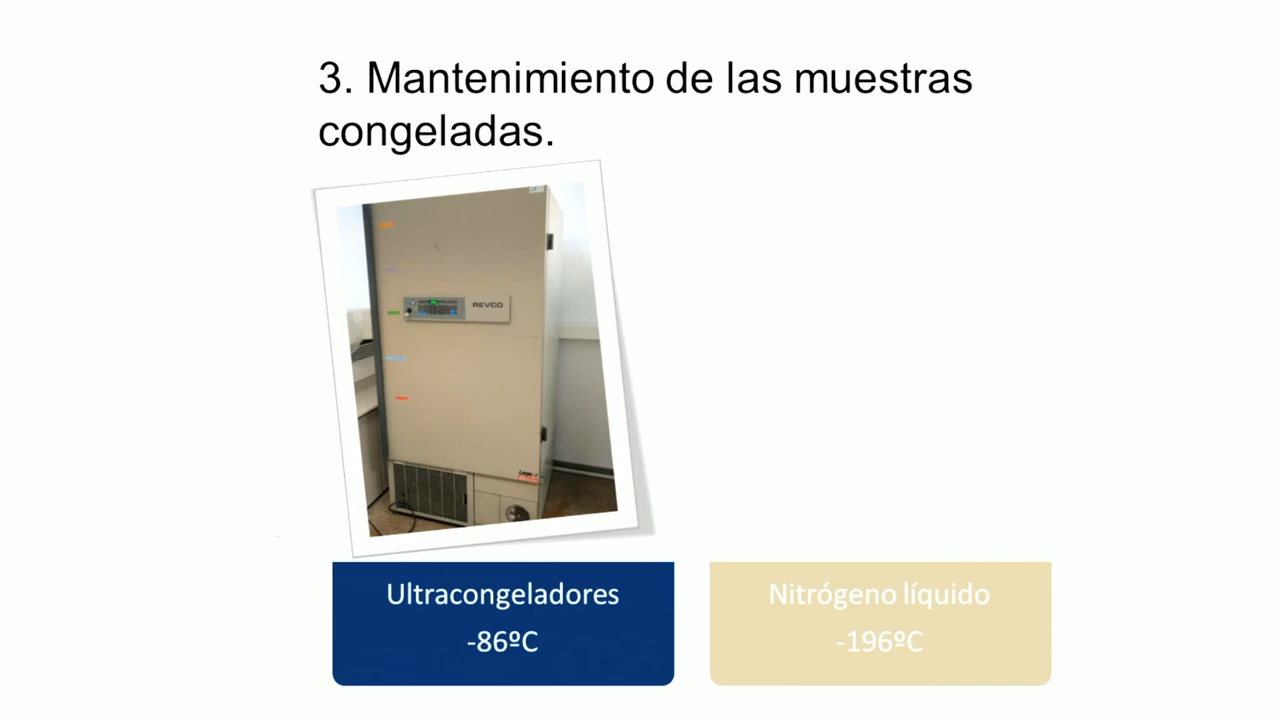 3. Mantenimiento de las muestras
congeladas.
REVCO
Ultracongeladores
-86ºC
Nitrógeno líquido
-196ºC